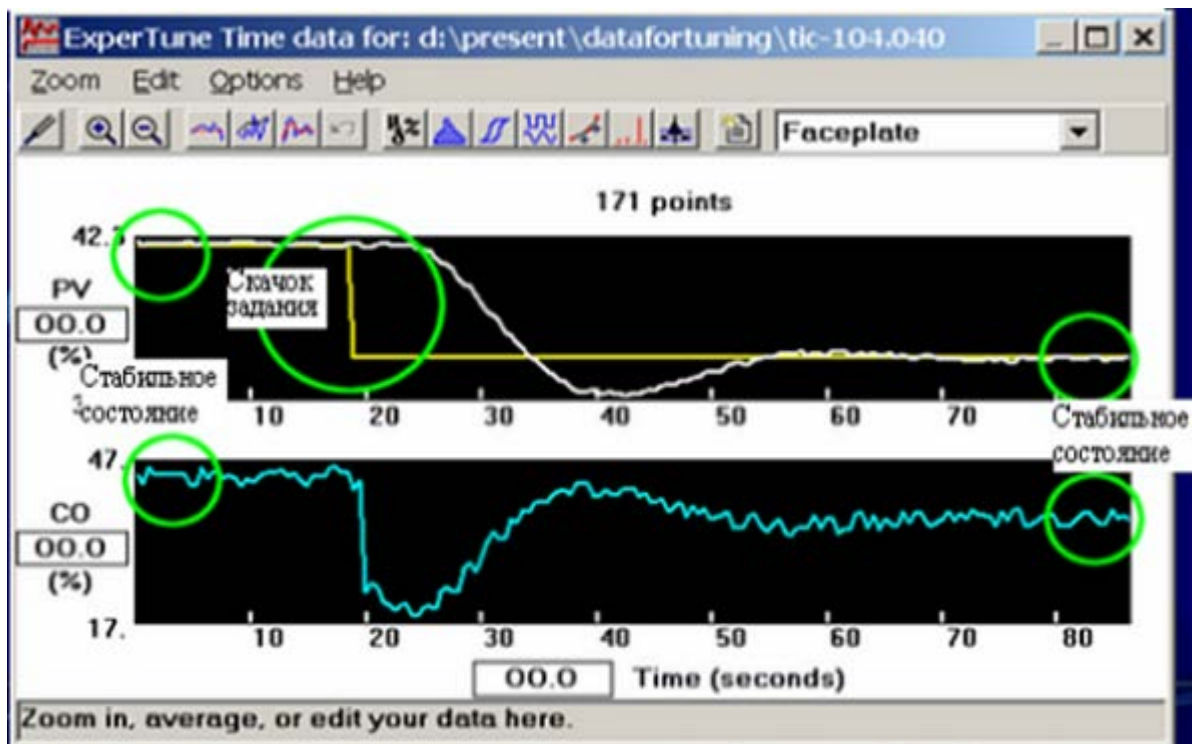 ExperTune Time data for: d:\present\datafortuning\tic-104.040
Zoom Edit Options Help
Faceplate
171 points
42.3
PV
00.0
(%)
Скачок
задания
Стабильное
состояние
10 20 30 40 50 60 70
Стабильное
состояние
47.
CO
00.0
(%)
17.
10 20 30 40 50 60 70 80
00.0 Time (seconds)
Zoom in, average, or edit your data here.